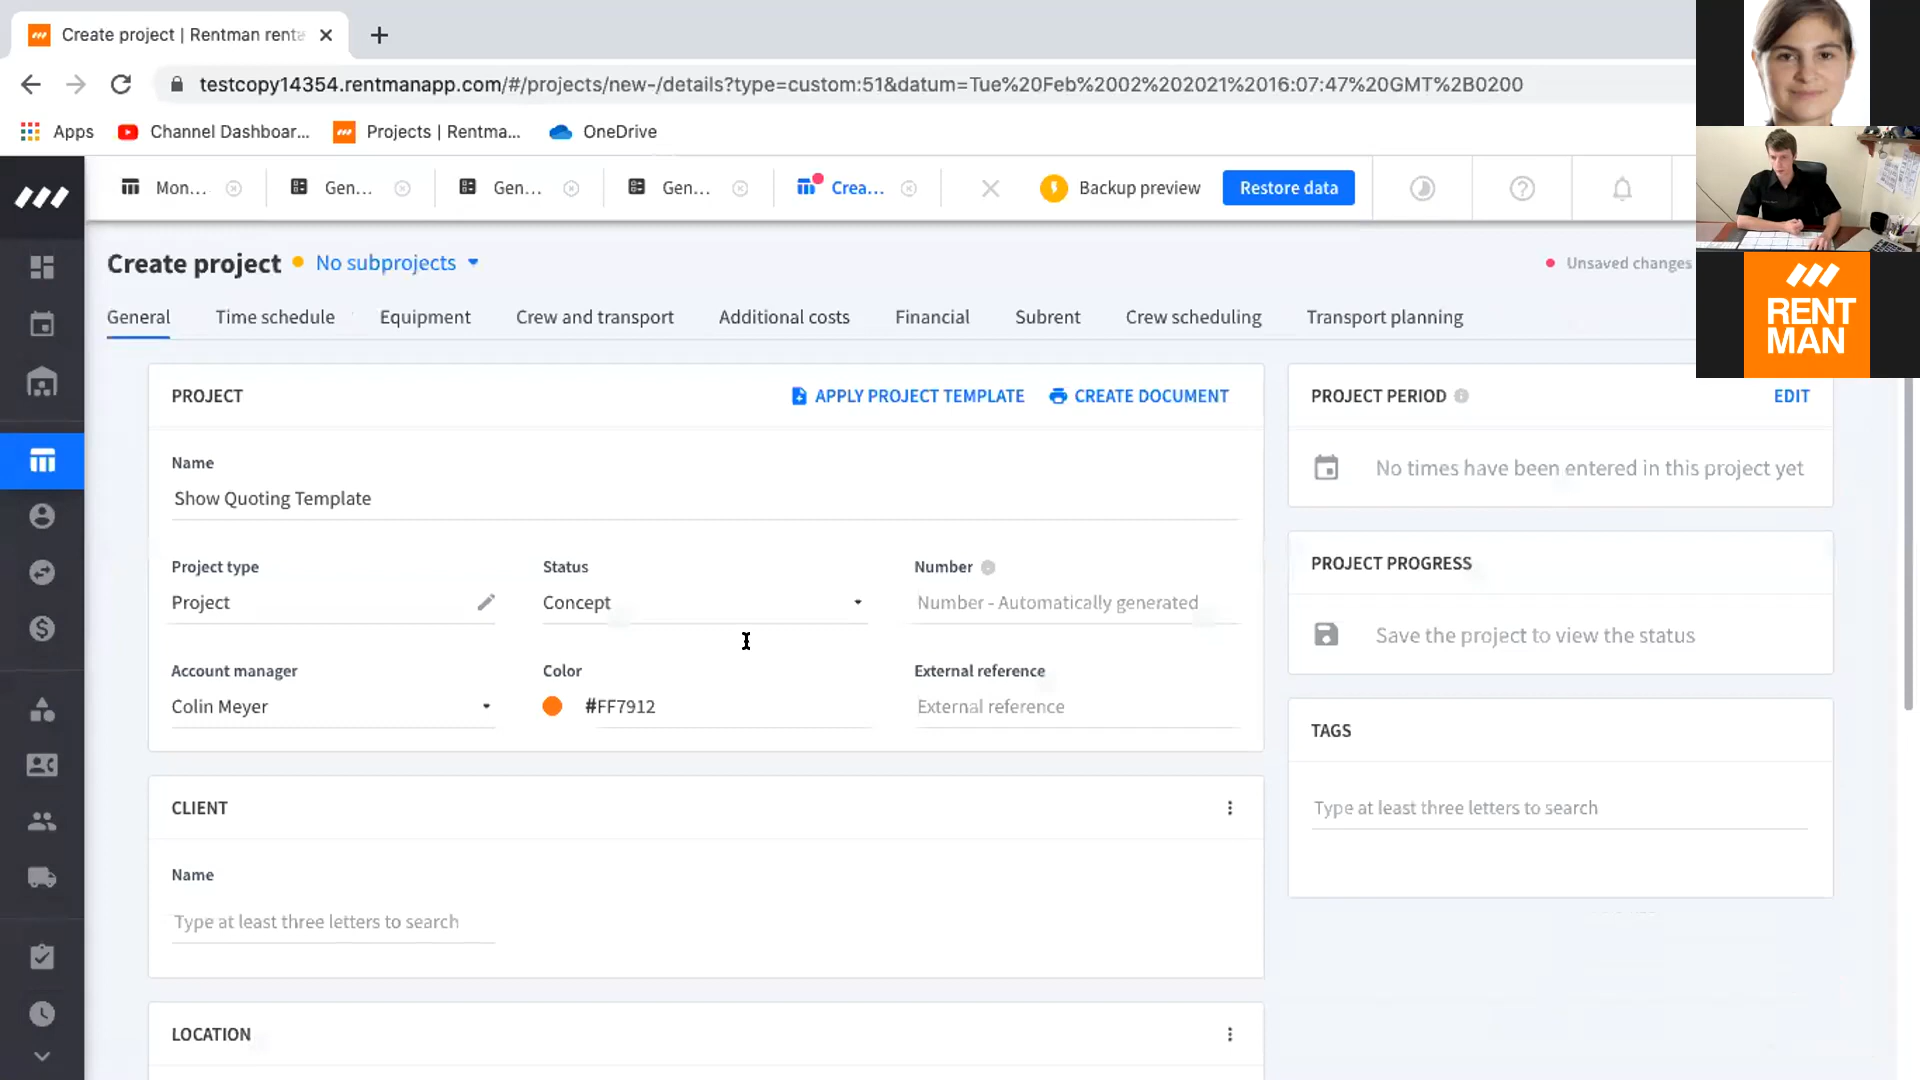 Create project | Rentman renta
testcopy14354.rentmanapp.com/#/projects/new-/details?type=custom:51&datum=Tue%20Feb%2002%202021%2016:07:47%20GMT%2B0200
Apps
Channel Dashboar...
Projects | Rentma...
OneDrive
Mon...
Gen...
Gen...
Gen...
Crea...
Backup preview
Restore data
Create project
No subprojects
Unsaved changes
General
Time schedule
Equipment
Crew and transport
Additional costs
Financial
Subrent
Crew scheduling
Transport planning
PROJECT
APPLY PROJECT TEMPLATE
CREATE DOCUMENT
Name
Show Quoting Template
Project type
Status
Number
Project
Concept
Number - Automatically generated
Account manager
Color
External reference
Colin Meyer
#FF7912
External reference
CLIENT
Name
Type at least three letters to search
LOCATION
PROJECT PERIOD
EDIT
No times have been entered in this project yet
PROJECT PROGRESS
Save the project to view the status
TAGS
Type at least three letters to search
RENT
MAN